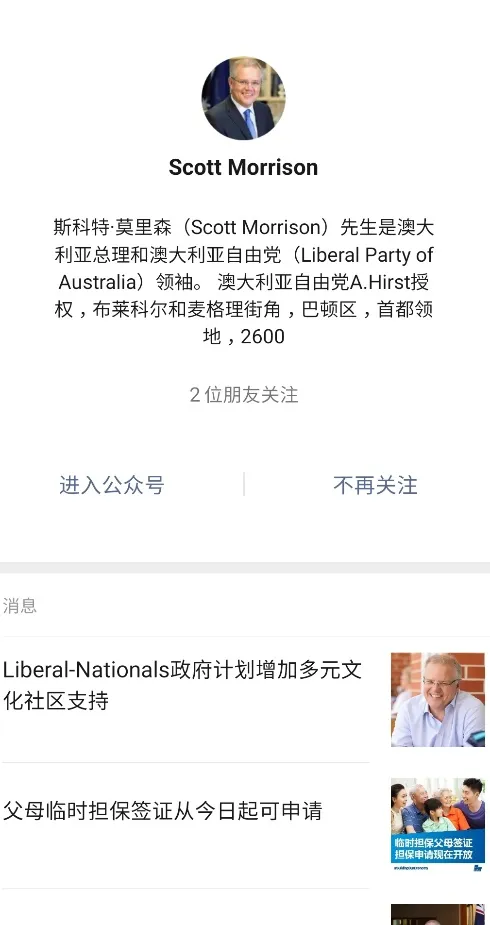 Scott Morrison
斯科特·莫里森（Scott Morrison）先生是澳大
利亚总理和澳大利亚自由党（Liberal Party of
Australia）领袖。 澳大利亚自由党A.Hirst授
权，布莱科尔和麦格理街角，巴顿区，首都领
地，2600
2 位朋友关注
进入公众号
不再关注
消息
Liberal-Nationals政府计划增加多元文
化社区支持
父母临时担保签证从今日起可申请
临时担保父母签证
担保申请现在开放